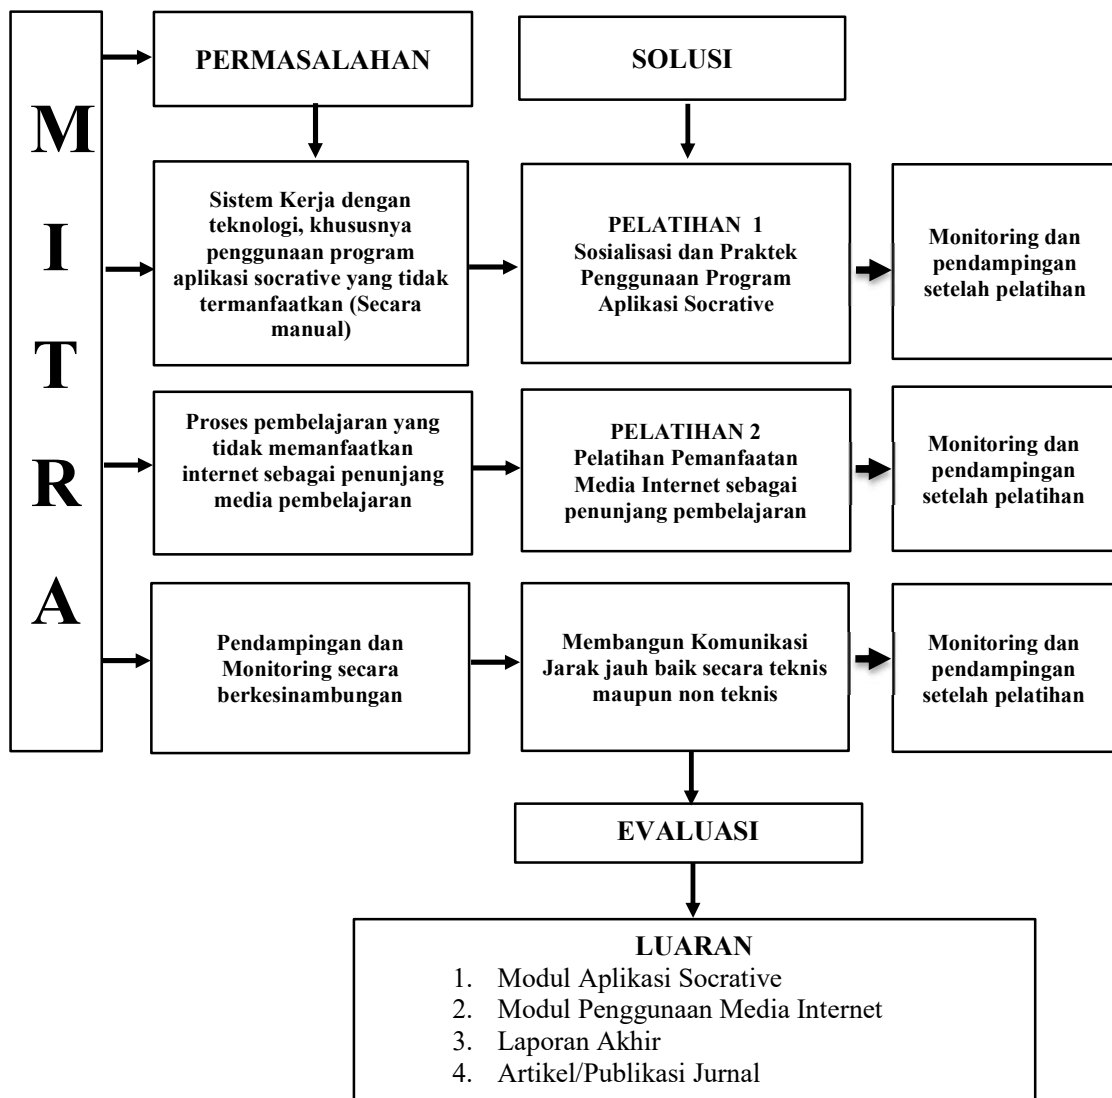 M
I
T
R
A
PERMASALAHAN
SOLUSI
Sistem Kerja dengan
teknologi, khususnya
penggunaan program
aplikasi socrative yang tidak
termanfaatkan (Secara
manual)
PELATIHAN 1
Sosialisasi dan Praktek
Penggunaan Program
Aplikasi Socrative
Monitoring dan
pendampingan
setelah pelatihan
Proses pembelajaran yang
tidak memanfaatkan
internet sebagai penunjang
media pembelajaran
PELATIHAN 2
Pelatihan Pemanfaatan
Media Internet sebagai
penunjang pembelajaran
Monitoring dan
pendampingan
setelah pelatihan
Pendampingan dan
Monitoring secara
berkesinambungan
Membangun Komunikasi
Jarak jauh baik secara teknis
maupun non teknis
Monitoring dan
pendampingan
setelah pelatihan
EVALUASI
LUARAN
1. Modul Aplikasi Socrative
2. Modul Penggunaan Media Internet
3. Laporan Akhir
4. Artikel/Publikasi Jurnal